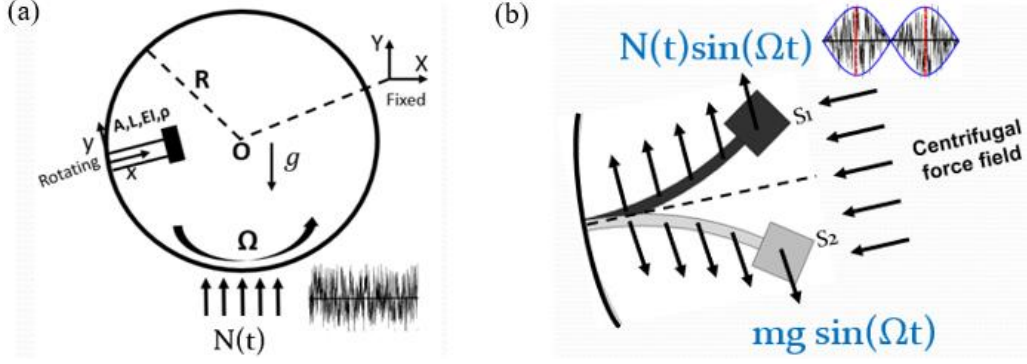 (a)
Y
X
Fixed
R
A,L,EI,ρ
y
x
Rotating
O
g
Ω
N(t)
(b)
N(t)sin(Ωt)
S1
Centrifugal
force field
S2
mg sin(Ωt)